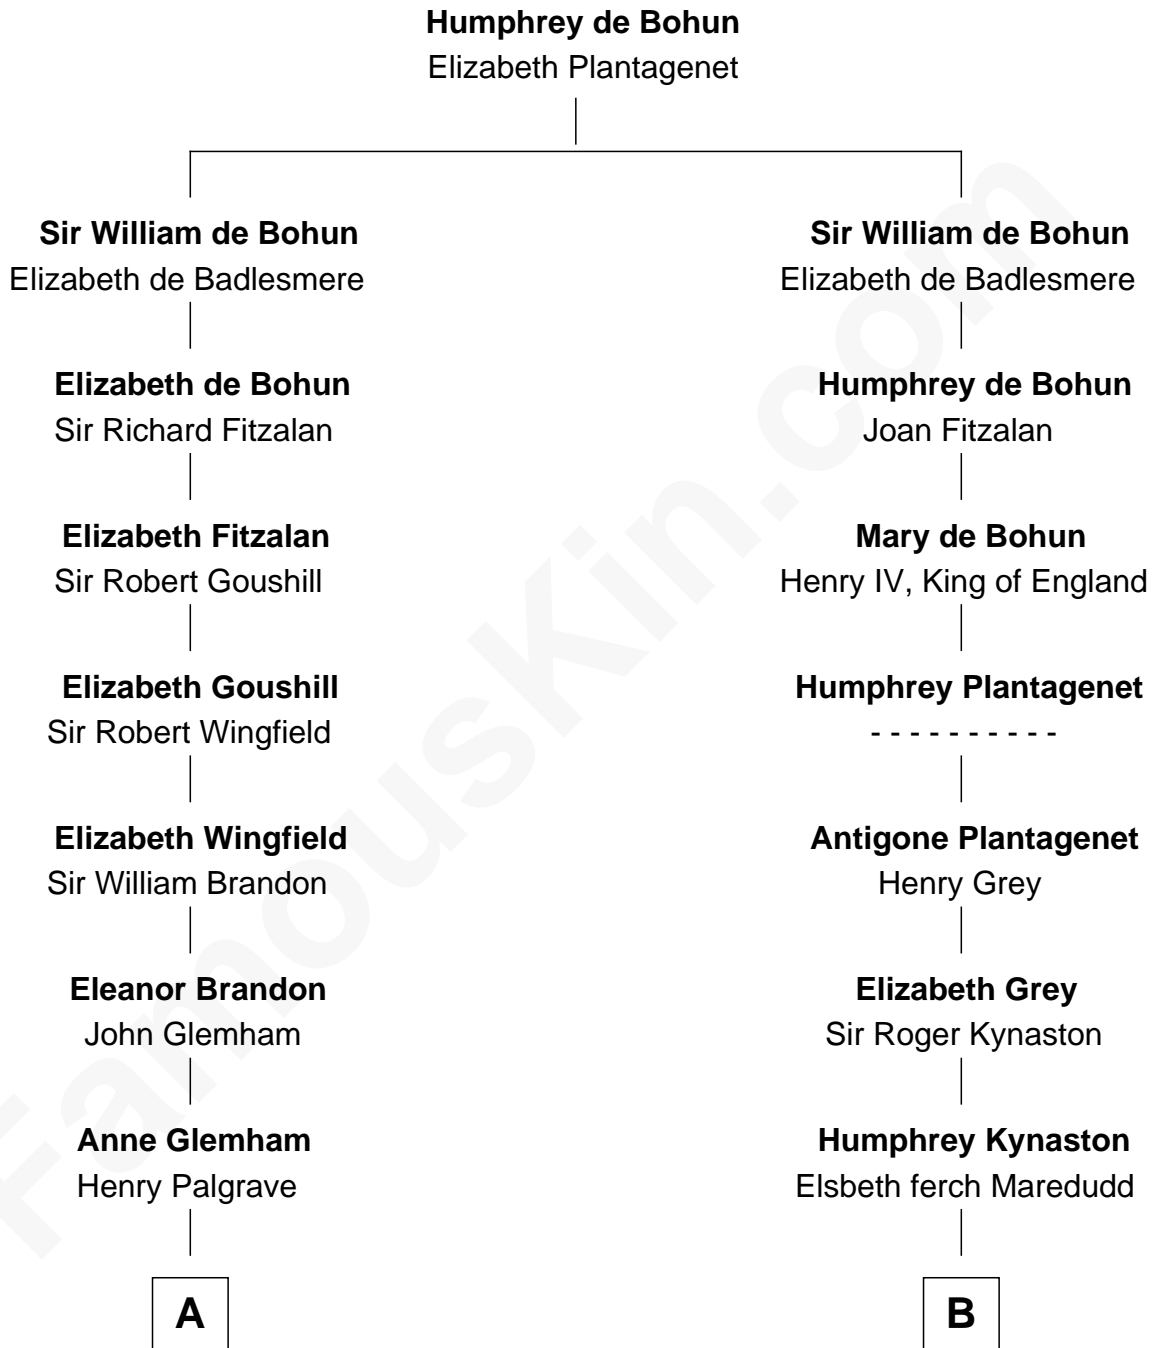 Humphrey de Bohun
Elizabeth Plantagenet
Sir William de Bohun
Elizabeth de Badlesmere
Sir William de Bohun
Elizabeth de Badlesmere
Elizabeth de Bohun
Sir Richard Fitzalan
Humphrey de Bohun
Joan Fitzalan
Elizabeth Fitzalan
Sir Robert Goushill
Mary de Bohun
Henry IV, King of England
Elizabeth Goushill
Sir Robert Wingfield
Humphrey Plantagenet
- - - - - - - - - -
Elizabeth Wingfield
Sir William Brandon
Antigone Plantagenet
Henry Grey
Eleanor Brandon
John Glemham
Elizabeth Grey
Sir Roger Kynaston
Anne Glemham
Henry Palgrave
Humphrey Kynaston
Elsbeth ferch Maredudd
A
B
FamousKin.com